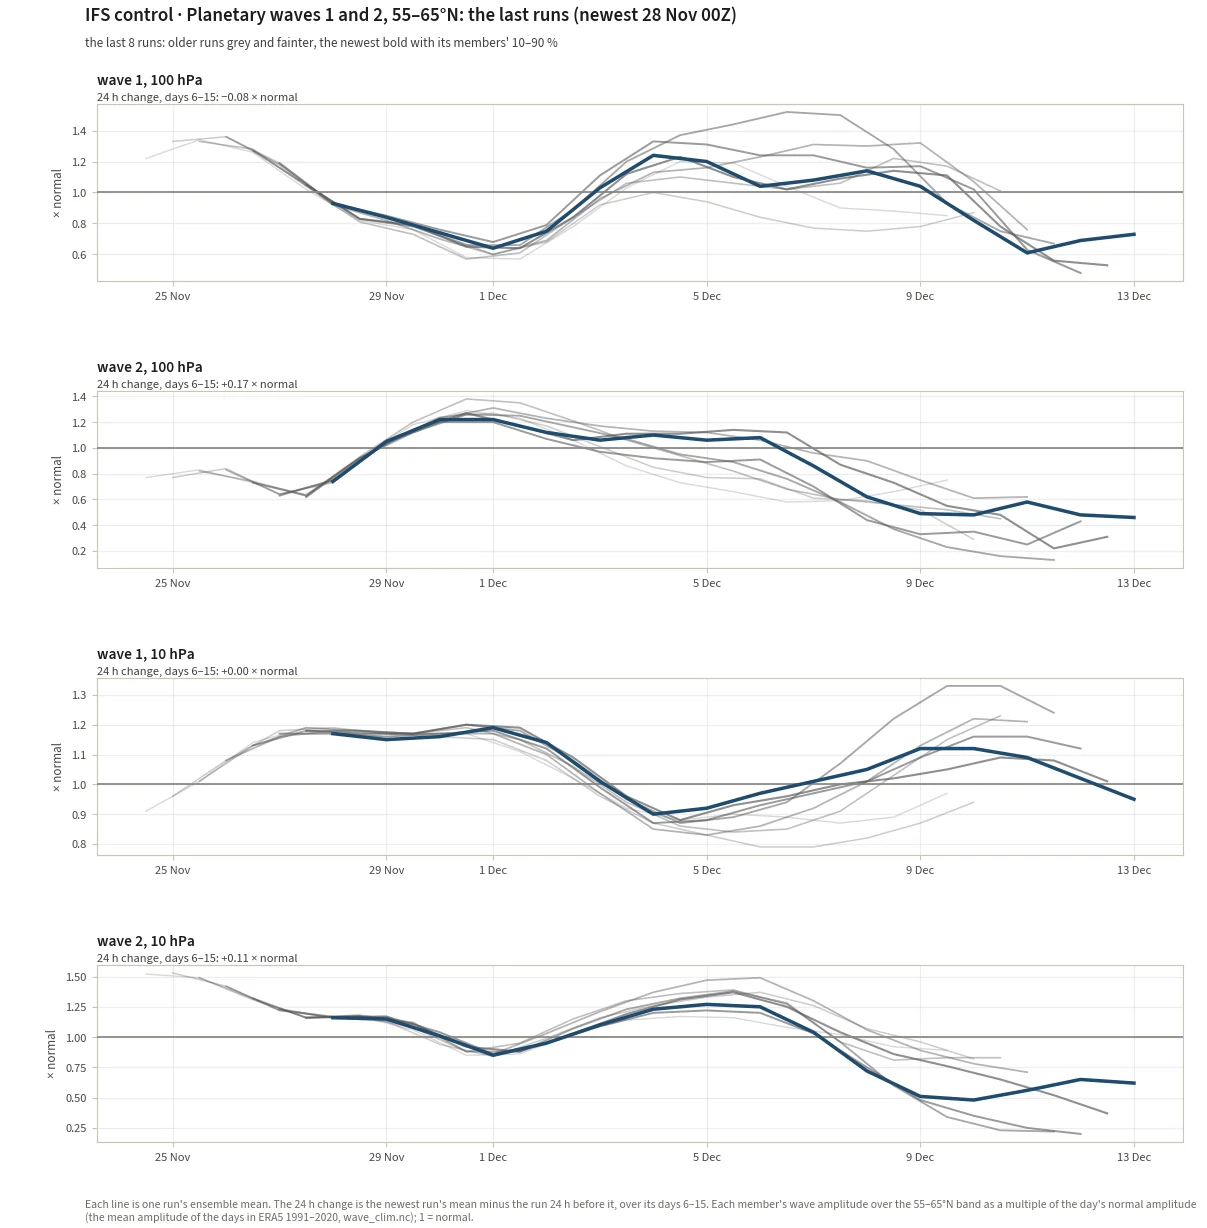 IFS control · Planetary waves 1 and 2, 55–65°N: the last runs (newest 28 Nov 00Z)
the last 8 runs: older runs grey and fainter, the newest bold with its members' 10–90 %
wave 1, 100 hPa
24 h change, days 6–15: −0.08 × normal
× normal
1.4
1.2
1.0
0.8
0.6
25 Nov
29 Nov
1 Dec
5 Dec
9 Dec
13 Dec
wave 2, 100 hPa
24 h change, days 6–15: +0.17 × normal
× normal
1.4
1.2
1.0
0.8
0.6
0.4
0.2
25 Nov
29 Nov
1 Dec
5 Dec
9 Dec
13 Dec
wave 1, 10 hPa
24 h change, days 6–15: +0.00 × normal
× normal
1.3
1.2
1.1
1.0
0.9
0.8
25 Nov
29 Nov
1 Dec
5 Dec
9 Dec
13 Dec
wave 2, 10 hPa
24 h change, days 6–15: +0.11 × normal
× normal
1.50
1.25
1.00
0.75
0.50
0.25
25 Nov
29 Nov
1 Dec
5 Dec
9 Dec
13 Dec
Each line is one run's ensemble mean. The 24 h change is the newest run's mean minus the run 24 h before it, over its days 6–15. Each member's wave amplitude over the 55–65°N band as a multiple of the day's normal amplitude
(the mean amplitude of the days in ERA5 1991–2020, wave_clim.nc); 1 = normal.